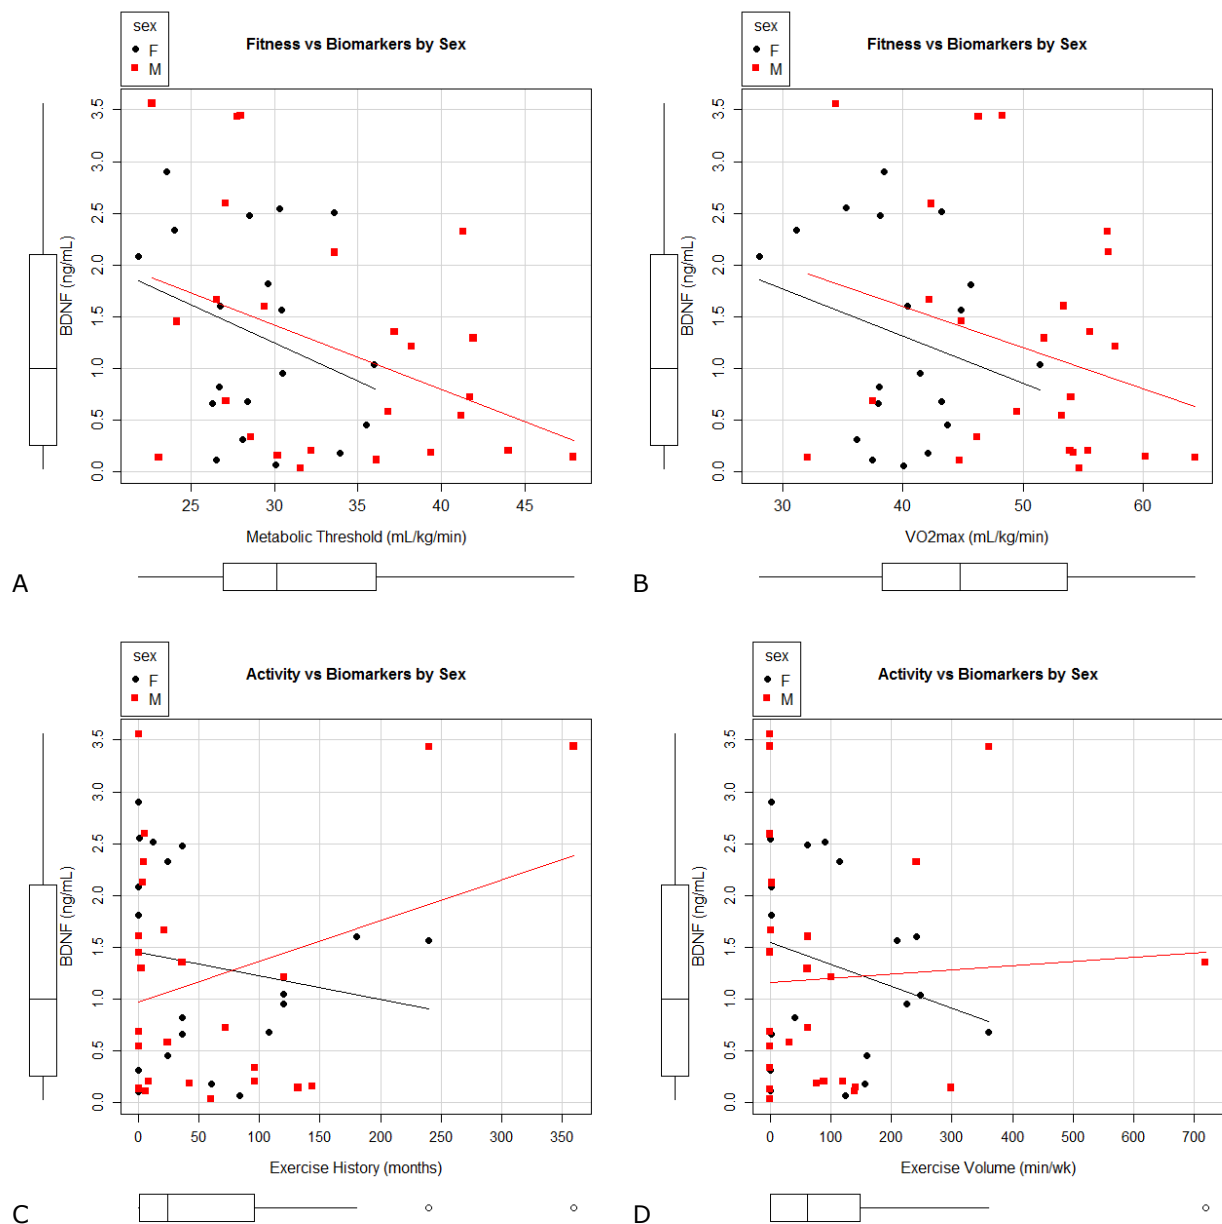 sex
F
M
Fitness vs Biomarkers by Sex
BDNF (ng/mL)
0.0 0.5 1.0 1.5 2.0 2.5 3.0 3.5
25 30 35 40 45
Metabolic Threshold (mL/kg/min)
A
sex
F
M
Fitness vs Biomarkers by Sex
BDNF (ng/mL)
0.0 0.5 1.0 1.5 2.0 2.5 3.0 3.5
30 40 50 60
VO2max (mL/kg/min)
B
sex
F
M
Activity vs Biomarkers by Sex
BDNF (ng/mL)
0.0 0.5 1.0 1.5 2.0 2.5 3.0 3.5
0 50 100 150 200 250 300 350
Exercise History (months)
C
sex
F
M
Activity vs Biomarkers by Sex
BDNF (ng/mL)
0.0 0.5 1.0 1.5 2.0 2.5 3.0 3.5
0 100 200 300 400 500 600 700
Exercise Volume (min/wk)
D